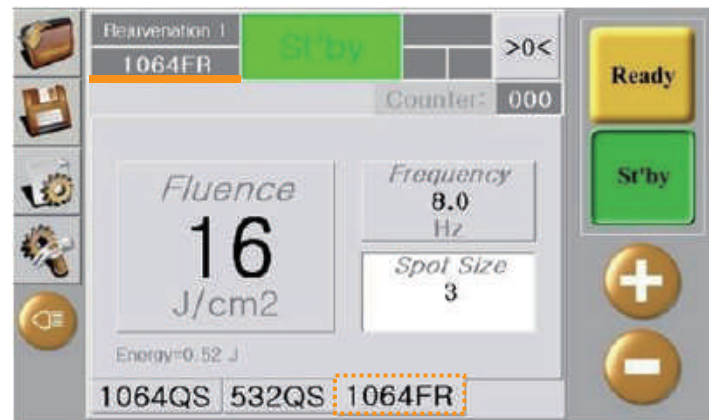 Rejuvenation 1
1064FR
St'by
>0<
Counter: 000
Ready
St'by
Fluence
16
J/cm2
Frequency
8.0
Hz
Spot Size
3
Energy=0.52 J
1064QS 532QS 1064FR